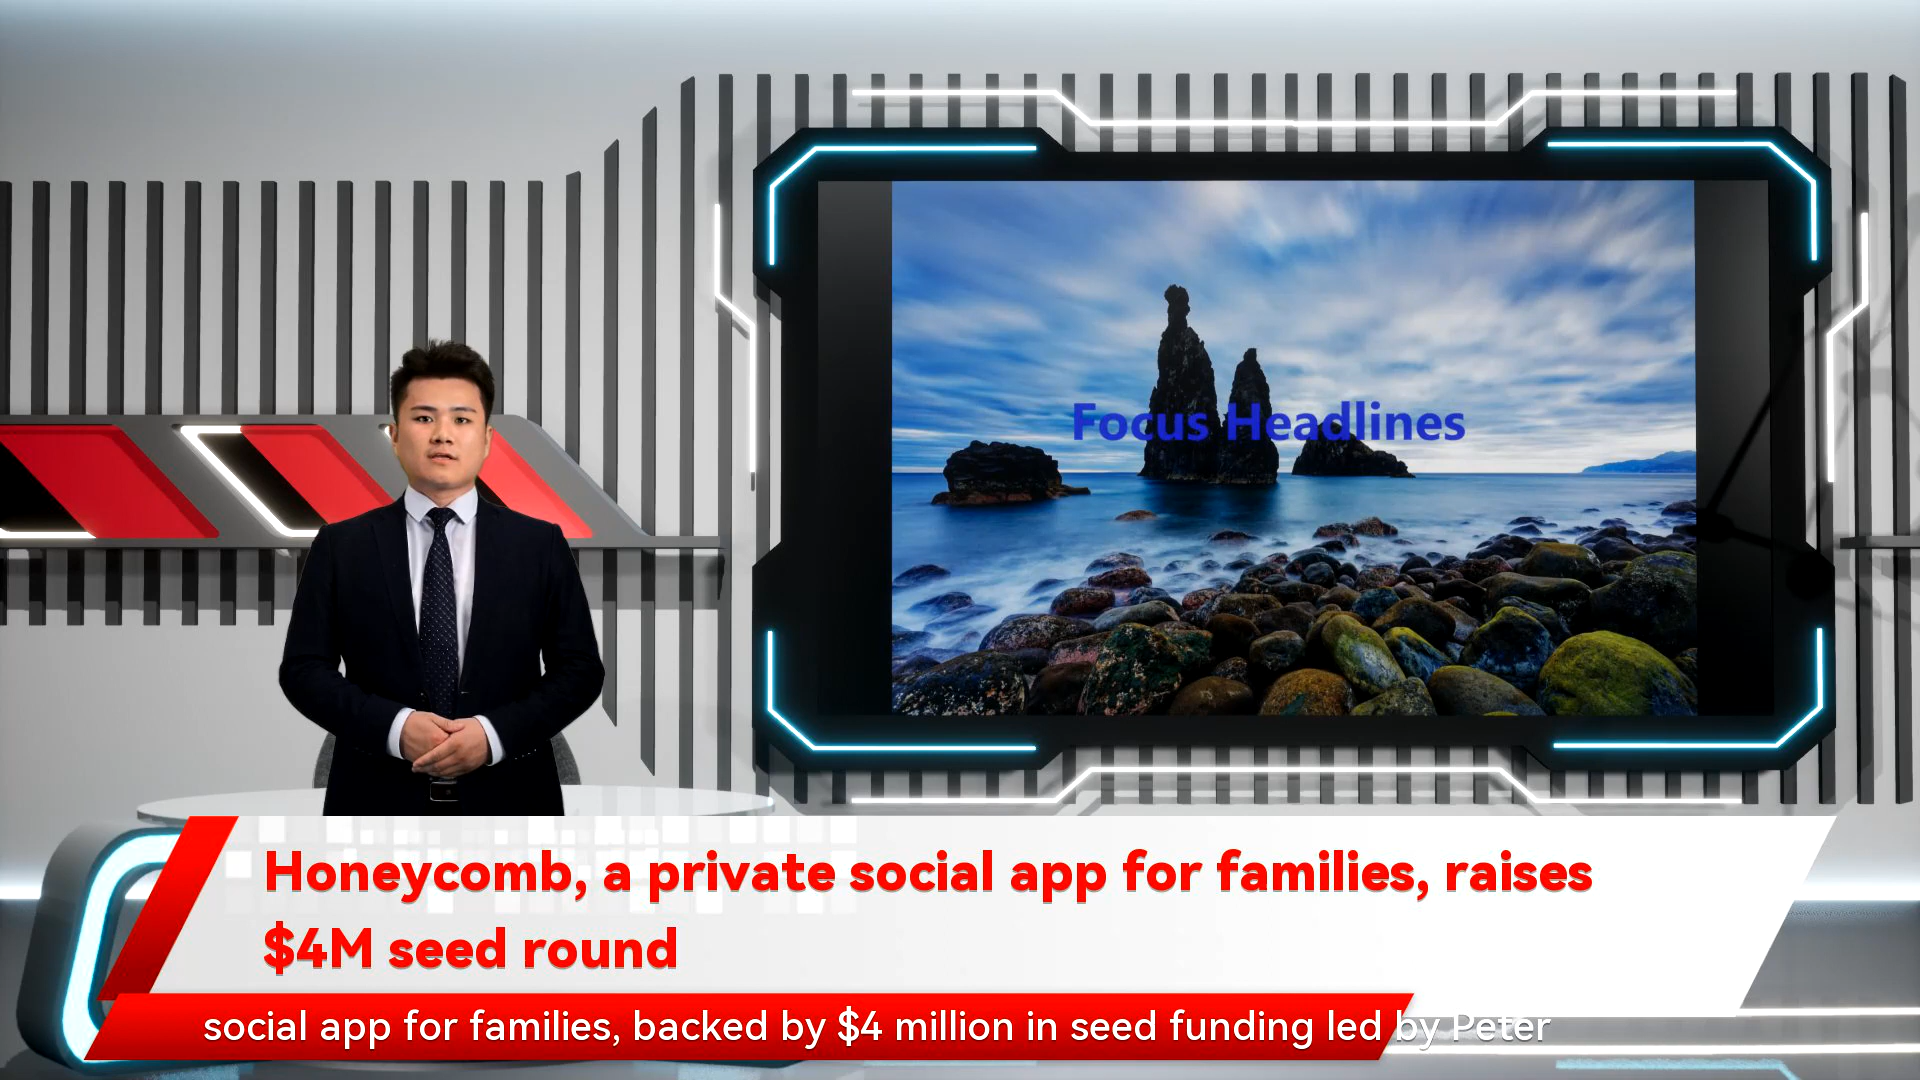 Focus Headlines
Honeycomb, a private social app for families, raises
$4M seed round
social app for families, backed by $4 million in seed funding led by Peter